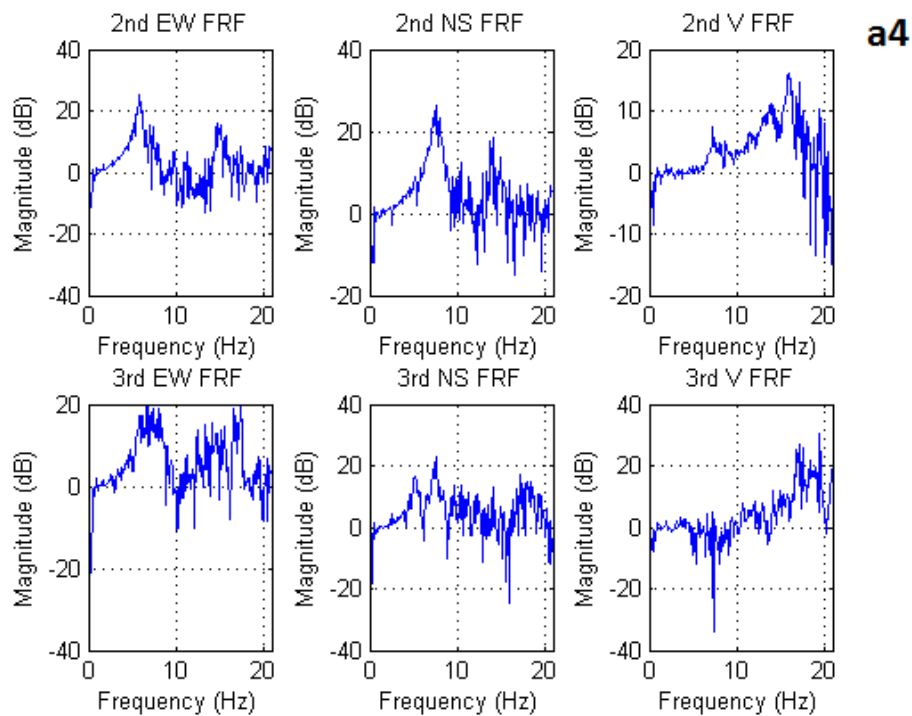 2nd EW FRF
2nd NS FRF
2nd V FRF
a4
40
20
0
-20
-40
Magnitude (dB)
0
10
20
Frequency (Hz)
40
20
0
-20
Magnitude (dB)
0
10
20
Frequency (Hz)
20
10
0
-10
-20
Magnitude (dB)
0
10
20
Frequency (Hz)
3rd EW FRF
3rd NS FRF
3rd V FRF
20
0
-20
-40
Magnitude (dB)
0
10
20
Frequency (Hz)
40
20
0
-20
-40
Magnitude (dB)
0
10
20
Frequency (Hz)
40
20
0
-20
-40
Magnitude (dB)
0
10
20
Frequency (Hz)